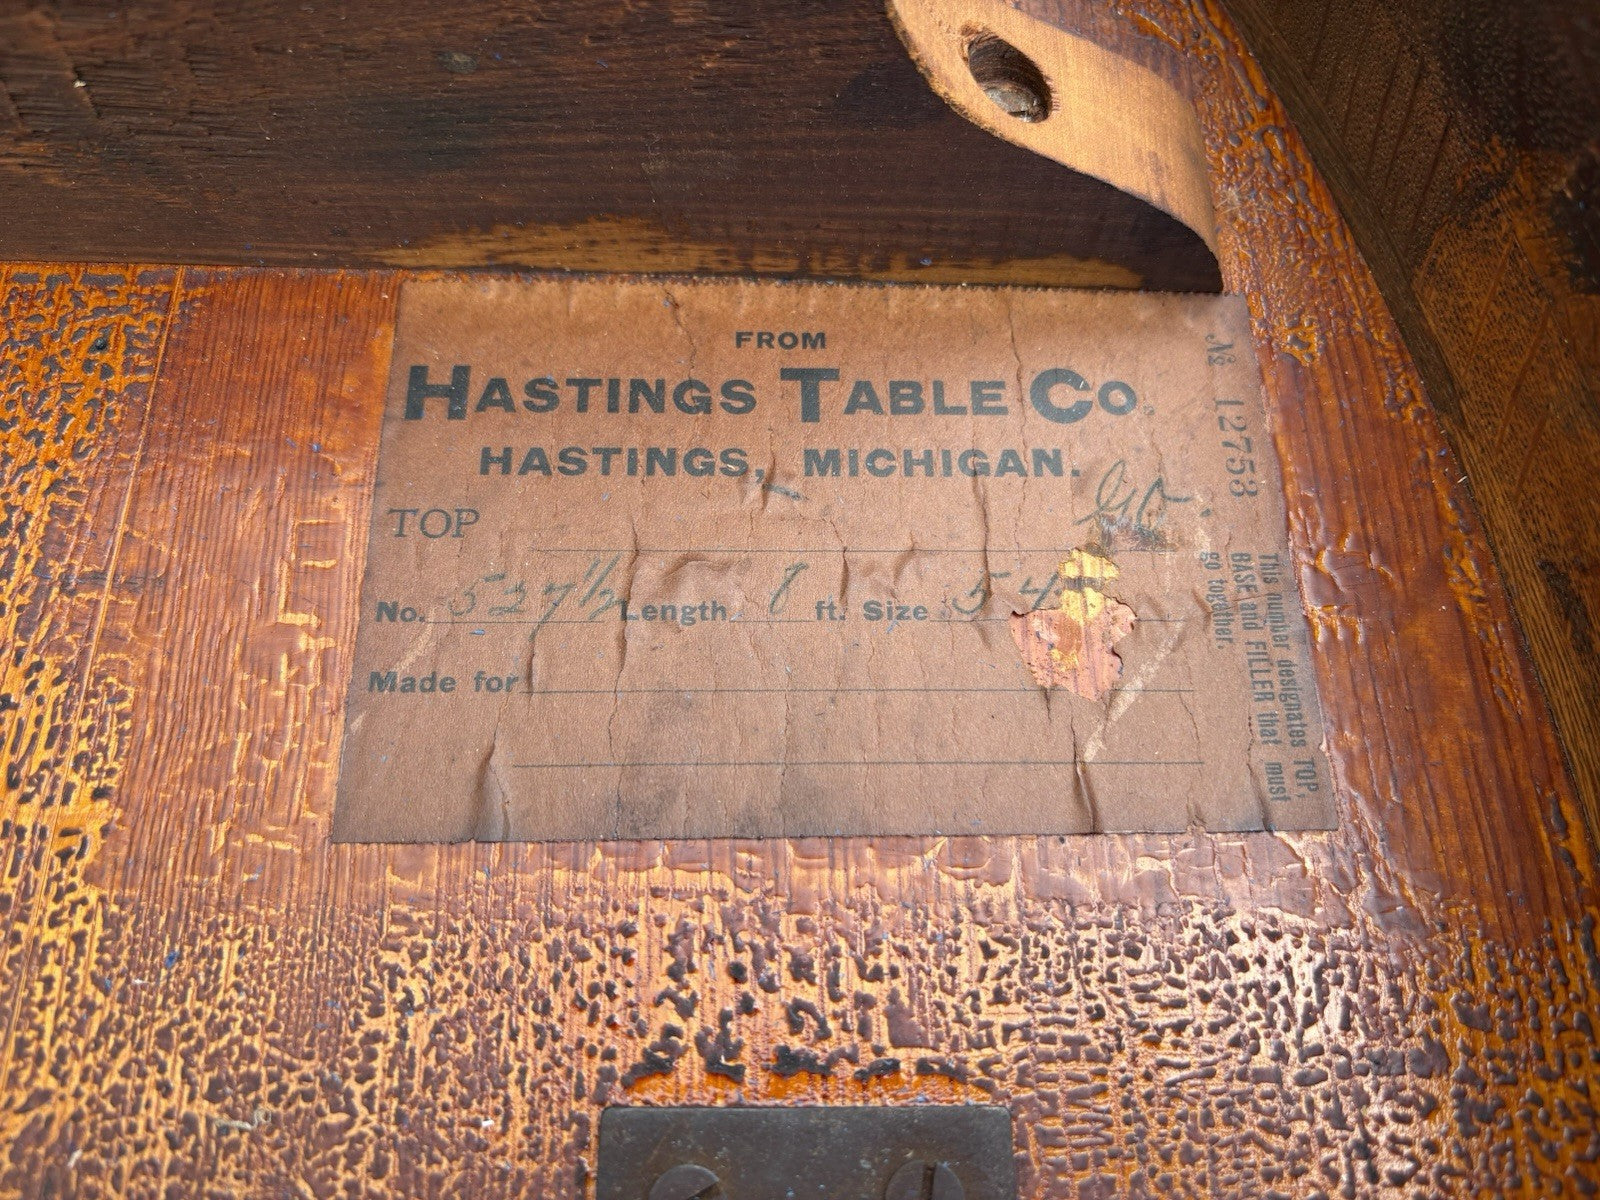 FROM
HASTINGS TABLE CO.
HASTINGS, MICHIGAN.
TOP
No. 527½ Length 8 ft. Size 54
Made for
№ 12753
This number designates TOP,
BASE and FILLER that must
go together.